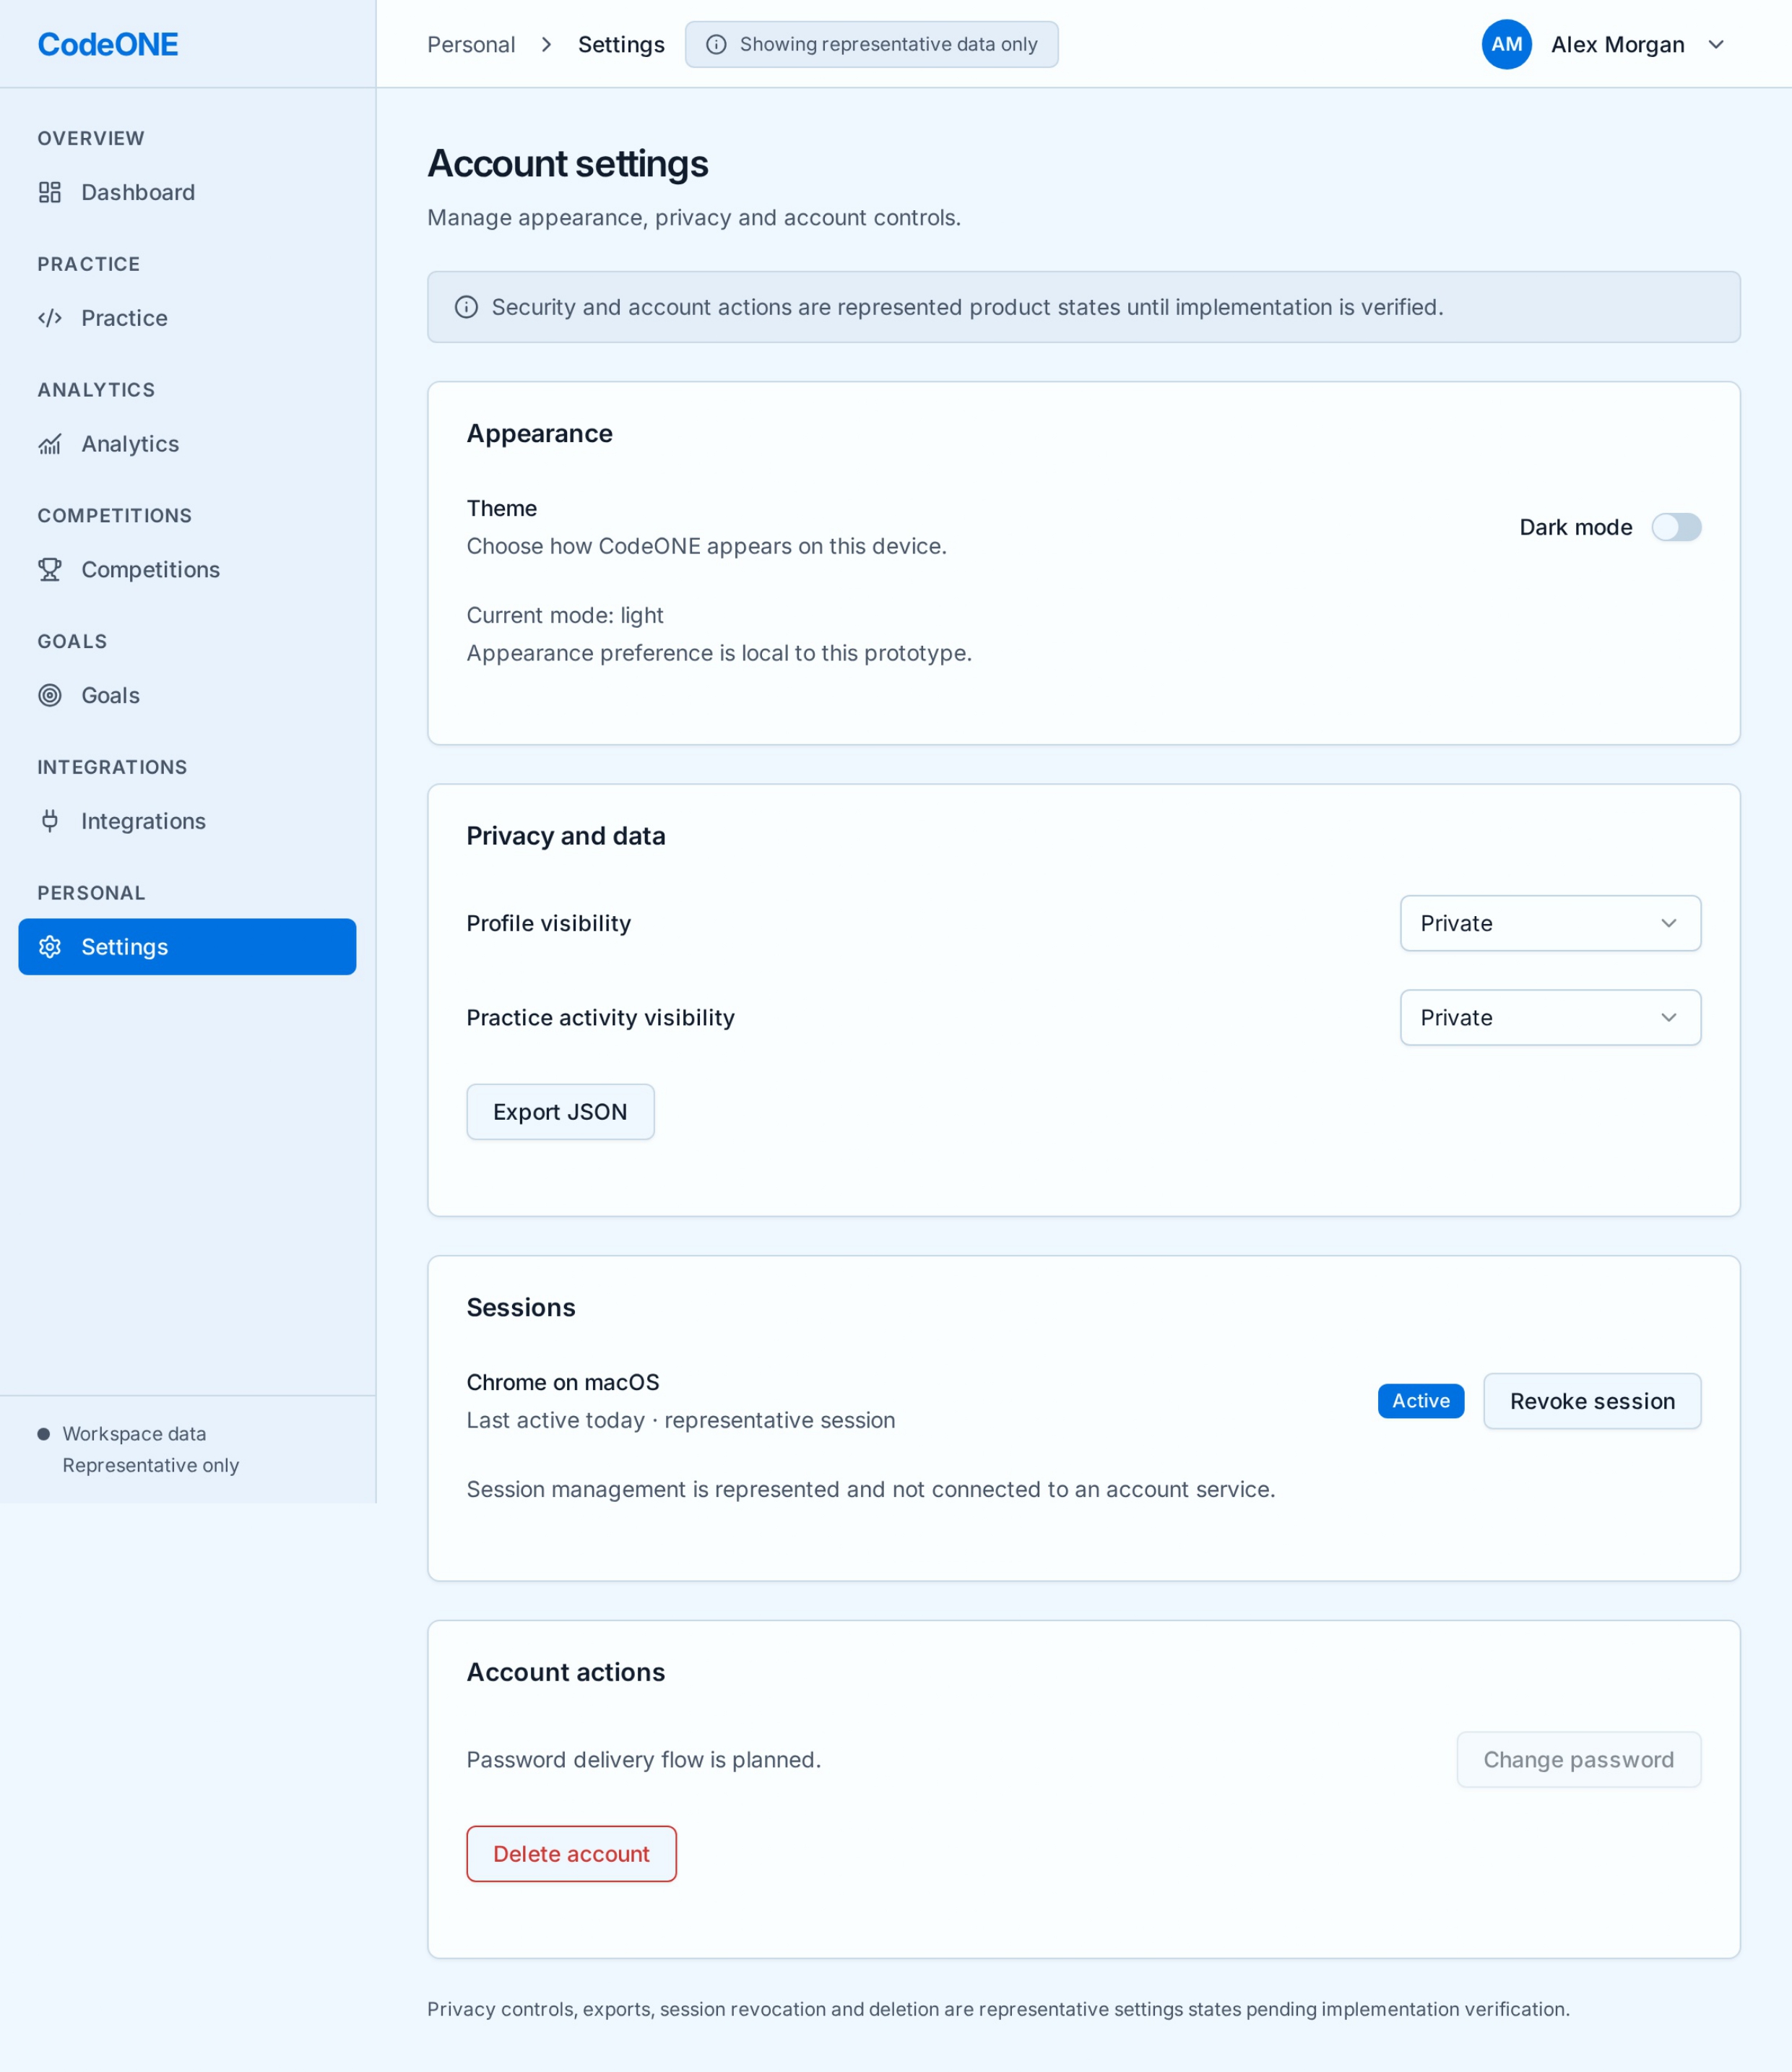 CodeONE
OVERVIEW
Dashboard
PRACTICE
Practice
ANALYTICS
Analytics
COMPETITIONS
Competitions
GOALS
Goals
INTEGRATIONS
Integrations
PERSONAL
Settings
Workspace data
Representative only
Personal > Settings
Showing representative data only
AM Alex Morgan
Account settings
Manage appearance, privacy and account controls.
Security and account actions are represented product states until implementation is verified.
Appearance
Theme
Choose how CodeONE appears on this device.
Dark mode
Current mode: light
Appearance preference is local to this prototype.
Privacy and data
Profile visibility
Private
Practice activity visibility
Private
Export JSON
Sessions
Chrome on macOS
Last active today · representative session
Active
Revoke session
Session management is represented and not connected to an account service.
Account actions
Password delivery flow is planned.
Change password
Delete account
Privacy controls, exports, session revocation and deletion are representative settings states pending implementation verification.